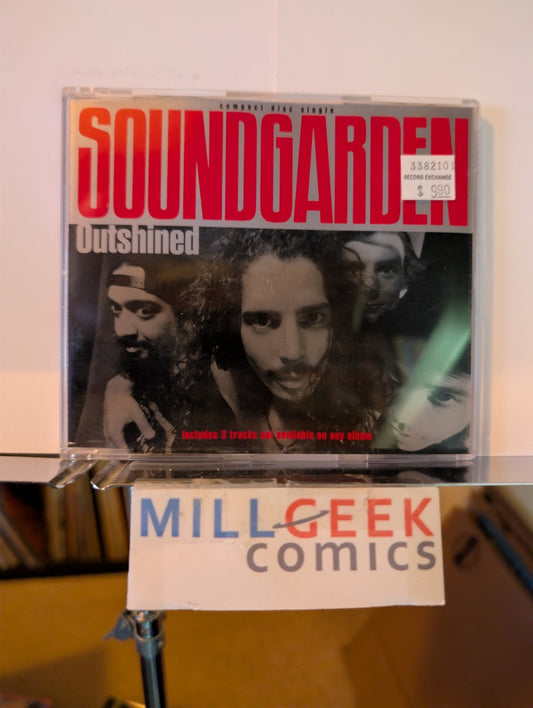 compact disc single
SOUNDGARDEN
3382101
RECORD EXCHANGE
$ 9.90
Outshined
includes 3 tracks not available on any album
MILL GEEK
comics